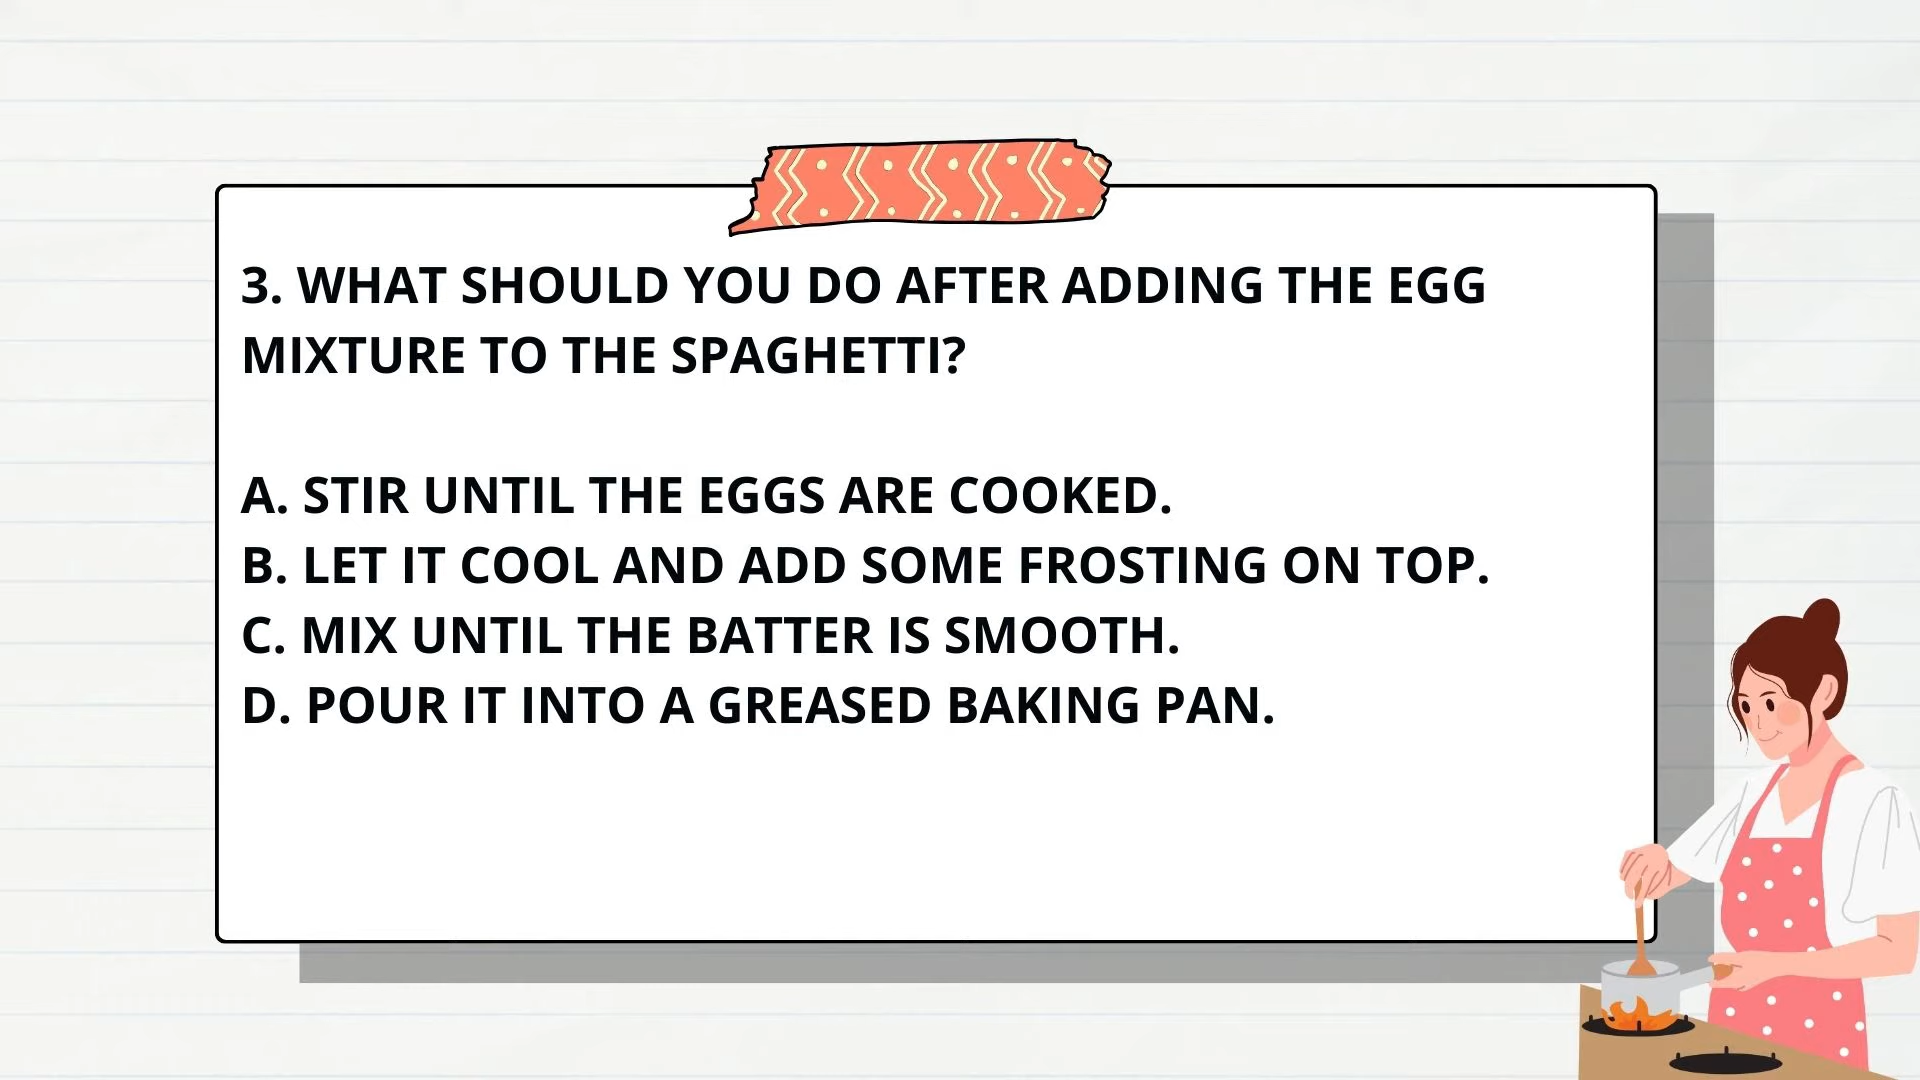 3. WHAT SHOULD YOU DO AFTER ADDING THE EGG
MIXTURE TO THE SPAGHETTI?
A. STIR UNTIL THE EGGS ARE COOKED.
B. LET IT COOL AND ADD SOME FROSTING ON TOP.
C. MIX UNTIL THE BATTER IS SMOOTH.
D. POUR IT INTO A GREASED BAKING PAN.